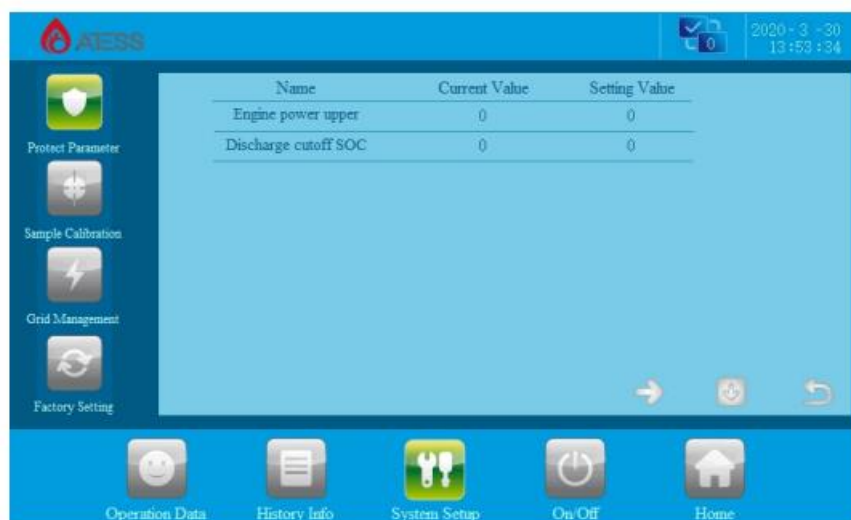 ATESS
0
2020- 3 -30
13:53:34
Name Current Value Setting Value
Engine power upper 0 0
Discharge cutoff SOC 0 0
Protect Parameter
Sample Calibration
Grid Management
Factory Setting
Operation Data History Info System Setup On/Off Home